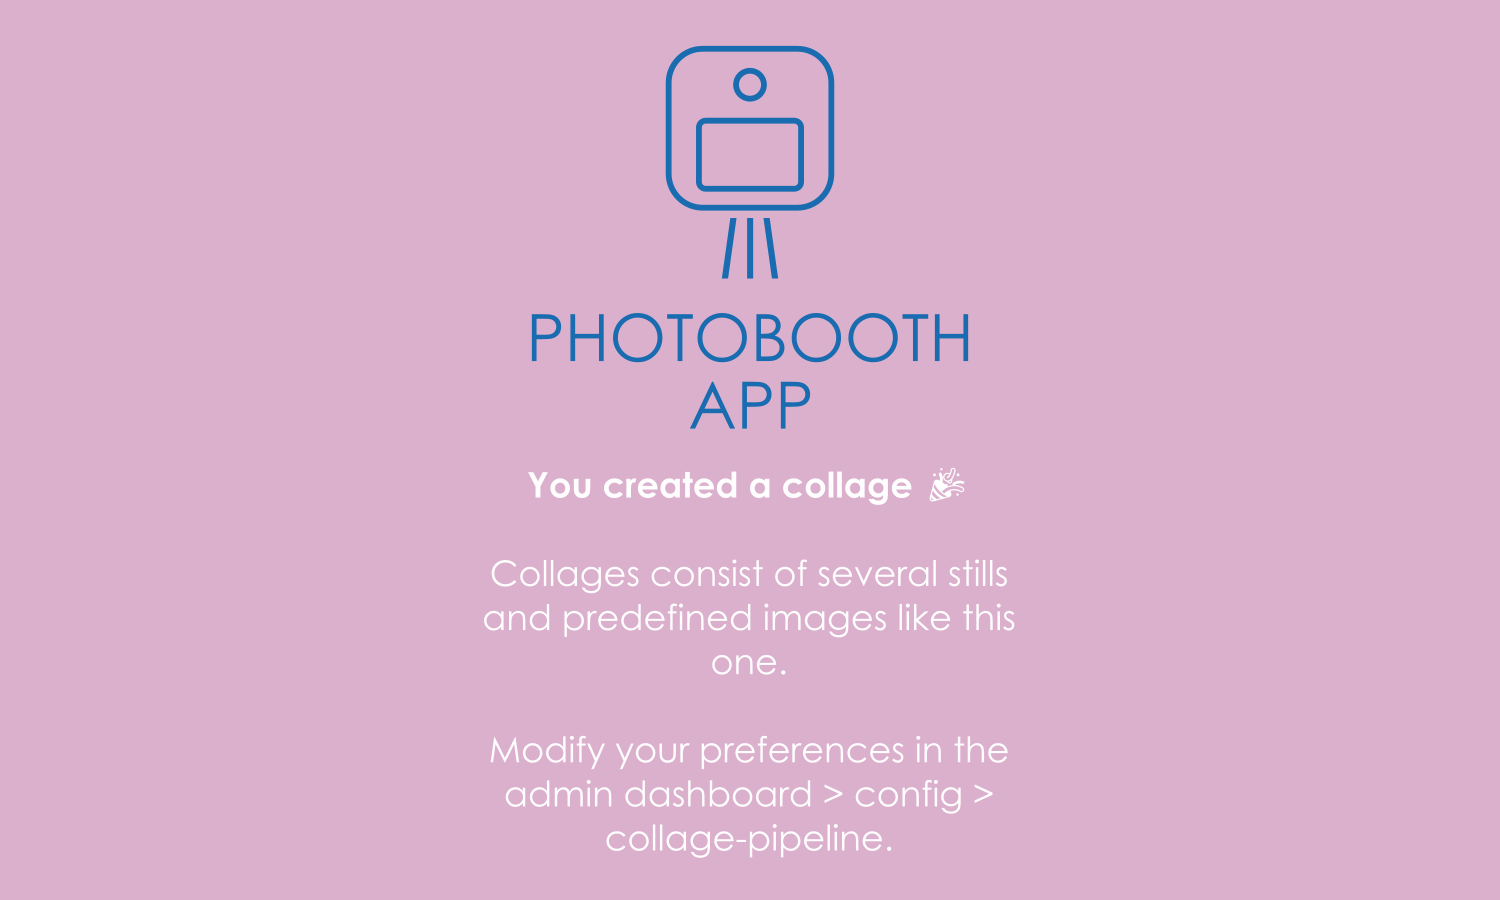 PHOTOBOOTH
APP
You created a collage 🎉
Collages consist of several stills
and predefined images like this
one.
Modify your preferences in the
admin dashboard > config >
collage-pipeline.